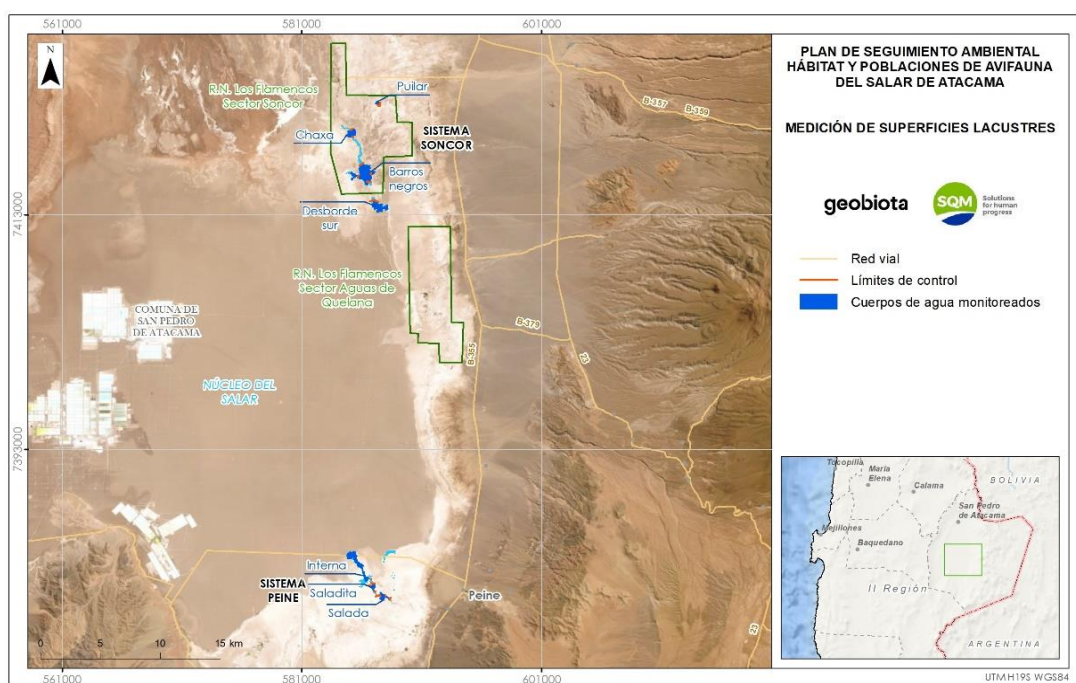 561000
581000
601000
N
R.N. Los Flamencos
Sector Soncor
Puilar
Chaxa
SISTEMA
SONCOR
Barros
negros
Desborde
sur
B-357
B-359
7413000
7413000
R.N. Los Flamencos
Sector Aguas de
Quelana
COMUNA DE
SAN PEDRO
DE ATACAMA
B-379
B-355
23
NÚCLEO DEL
SALAR
7393000
7393000
Interna
SISTEMA
PEINE
Saladita
Salada
Peine
23
0 5 10 15 km
561000
581000
601000
PLAN DE SEGUIMIENTO AMBIENTAL
HÁBITAT Y POBLACIONES DE AVIFAUNA
DEL SALAR DE ATACAMA
MEDICIÓN DE SUPERFICIES LACUSTRES
geobiota
SQM
Solutions
for human
progress
Red vial
Límites de control
Cuerpos de agua monitoreados
Tocopilla
María
Elena
Calama
BOLIVIA
San Pedro
de Atacama
Mejillones
Baquedano
II Región
ARGENTINA
UTM H19S WGS84